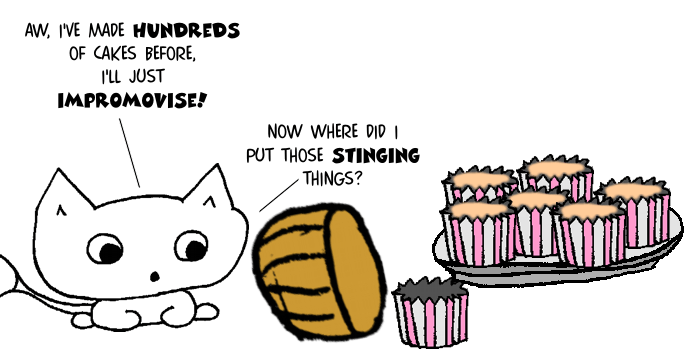 AW, I'VE MADE HUNDREDS
OF CAKES BEFORE,
I'LL JUST
IMPROMOVISE!
NOW WHERE DID I
PUT THOSE STINGING
THINGS?